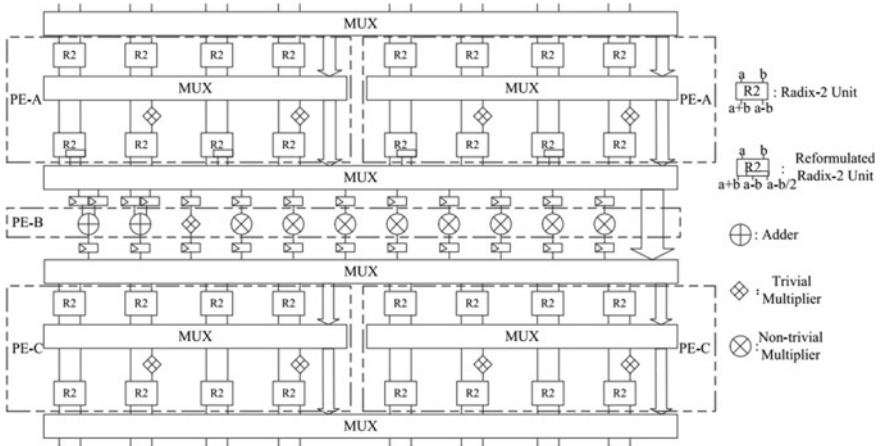 MUX
R2 R2 R2 R2 R2 R2 R2 R2
PE-A MUX MUX PE-A
R2 R2 R2 R2 R2 R2 R2 R2
MUX
PE-B
MUX
R2 R2 R2 R2 R2 R2 R2 R2
PE-C MUX MUX PE-C
R2 R2 R2 R2 R2 R2 R2 R2
MUX
a b
R2 : Radix-2 Unit
a+b a-b
a b
R2 : Reformulated
Radix-2 Unit
a+b a-b a-b/2
: Adder
: Trivial
Multiplier
: Non-trivial
Multiplier